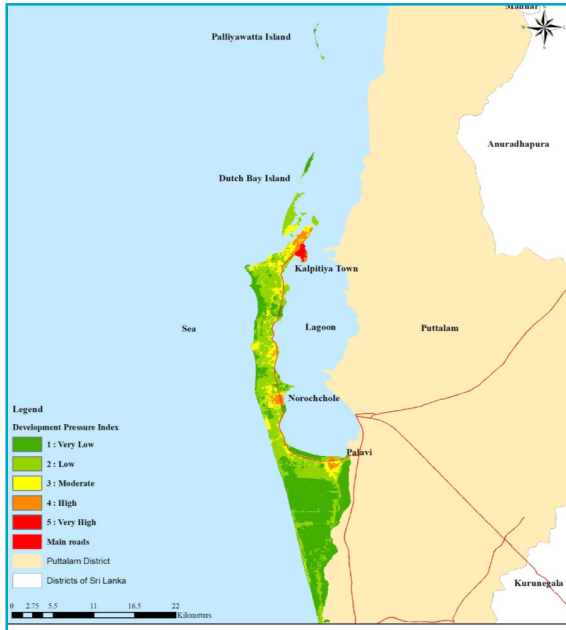 Mannar
N
W
E
S
Palliyawatta Island
Anuradhapura
Dutch Bay Island
Kalpitiya Town
Sea
Lagoon
Puttalam
Norochchole
Palavi
Legend
Development Pressure Index
1 : Very Low
2 : Low
3 : Moderate
4 : High
5 : Very High
Main roads
Puttalam District
Districts of Sri Lanka
Kurunegala
0 2.75 5.5 11 16.5 22
Kilometers